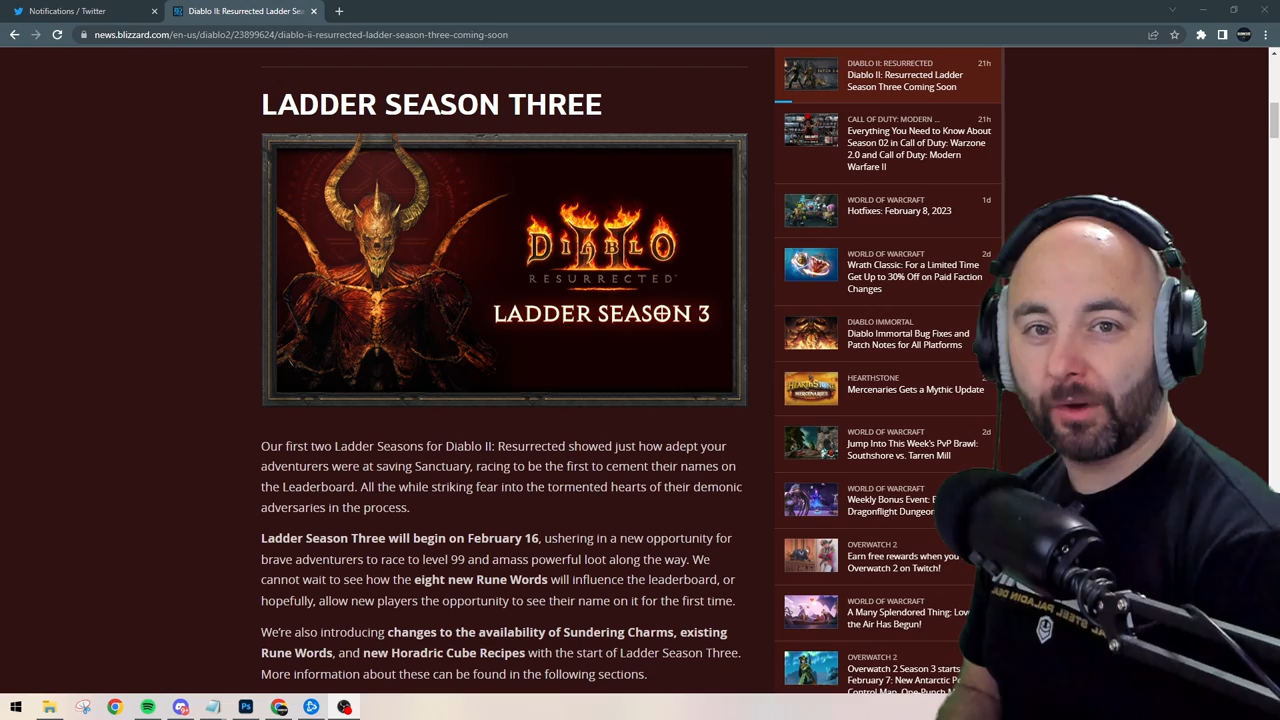 Notifications / Twitter
Diablo II: Resurrected Ladder Sea
news.blizzard.com/en-us/diablo2/23899624/diablo-ii-resurrected-ladder-season-three-coming-soon
LADDER SEASON THREE
DIABLO
II
RESURRECTED
LADDER SEASON 3
Our first two Ladder Seasons for Diablo II: Resurrected showed just how adept your
adventurers were at saving Sanctuary, racing to be the first to cement their names on
the Leaderboard. All the while striking fear into the tormented hearts of their demonic
adversaries in the process.
Ladder Season Three will begin on February 16, ushering in a new opportunity for
brave adventurers to race to level 99 and amass powerful loot along the way. We
cannot wait to see how the eight new Rune Words will influence the leaderboard, or
hopefully, allow new players the opportunity to see their name on it for the first time.
We're also introducing changes to the availability of Sundering Charms, existing
Rune Words, and new Horadric Cube Recipes with the start of Ladder Season Three.
More information about these can be found in the following sections.
DIABLO II: RESURRECTED 21h
Diablo II: Resurrected Ladder
Season Three Coming Soon
CALL OF DUTY: MODERN ... 21h
Everything You Need to Know About
Season 02 in Call of Duty: Warzone
2.0 and Call of Duty: Modern
Warfare II
WORLD OF WARCRAFT 1d
Hotfixes: February 8, 2023
WORLD OF WARCRAFT 2d
Wrath Classic: For a Limited Time
Get Up to 30% Off on Paid Faction
Changes
DIABLO IMMORTAL
Diablo Immortal Bug Fixes and
Patch Notes for All Platforms
HEARTHSTONE
Mercenaries Gets a Mythic Update
WORLD OF WARCRAFT 2d
Jump Into This Week's PvP Brawl:
Southshore vs. Tarren Mill
WORLD OF WARCRAFT
Weekly Bonus Event:
Dragonflight Dungeo
OVERWATCH 2
Earn free rewards when you
Overwatch 2 on Twitch!
WORLD OF WARCRAFT
A Many Splendored Thing: Lov
the Air Has Begun!
OVERWATCH 2
Overwatch 2 Season 3 starts
February 7: New Antarctic Pe
Control Map, One-Punch M